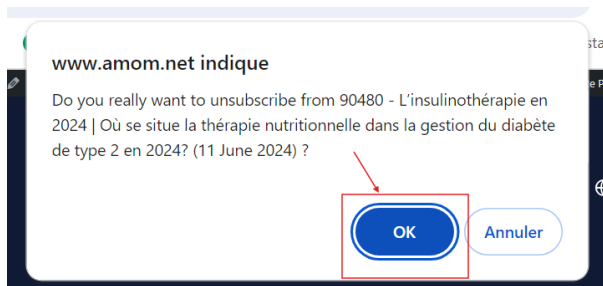 www.amom.net indique
Do you really want to unsubscribe from 90480 - L'insulinothérapie en
2024 | Où se situe la thérapie nutritionnelle dans la gestion du diabète
de type 2 en 2024? (11 June 2024) ?
OK
Annuler